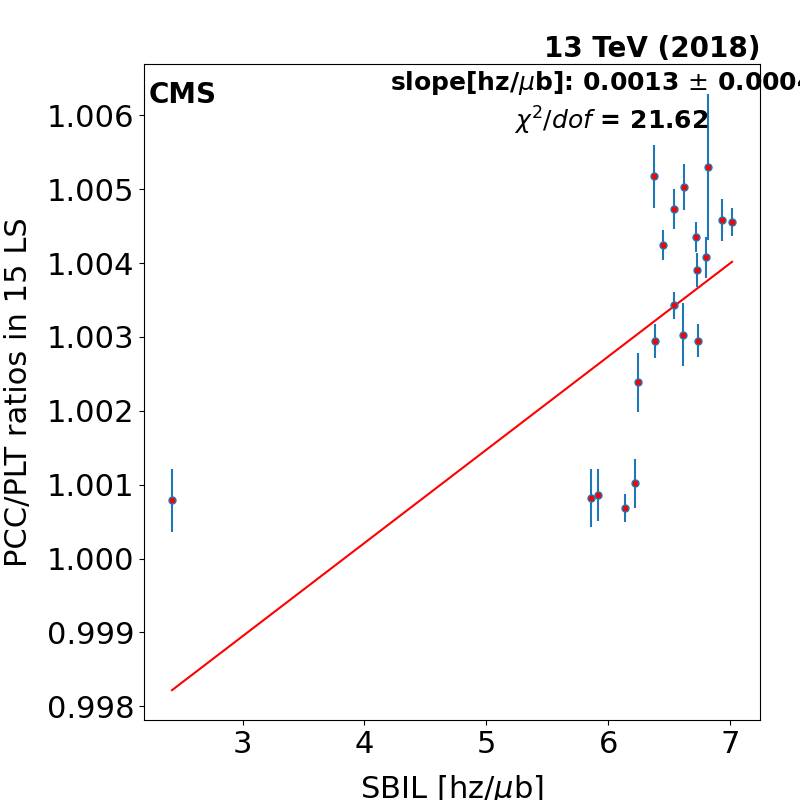 13 TeV (2018)
CMS
slope[hz/μb]: 0.0013 ± 0.0004
χ²/dof = 21.62
PCC/PLT ratios in 15 LS
1.006
1.005
1.004
1.003
1.002
1.001
1.000
0.999
0.998
3 4 5 6 7
SBIL [hz/μb]